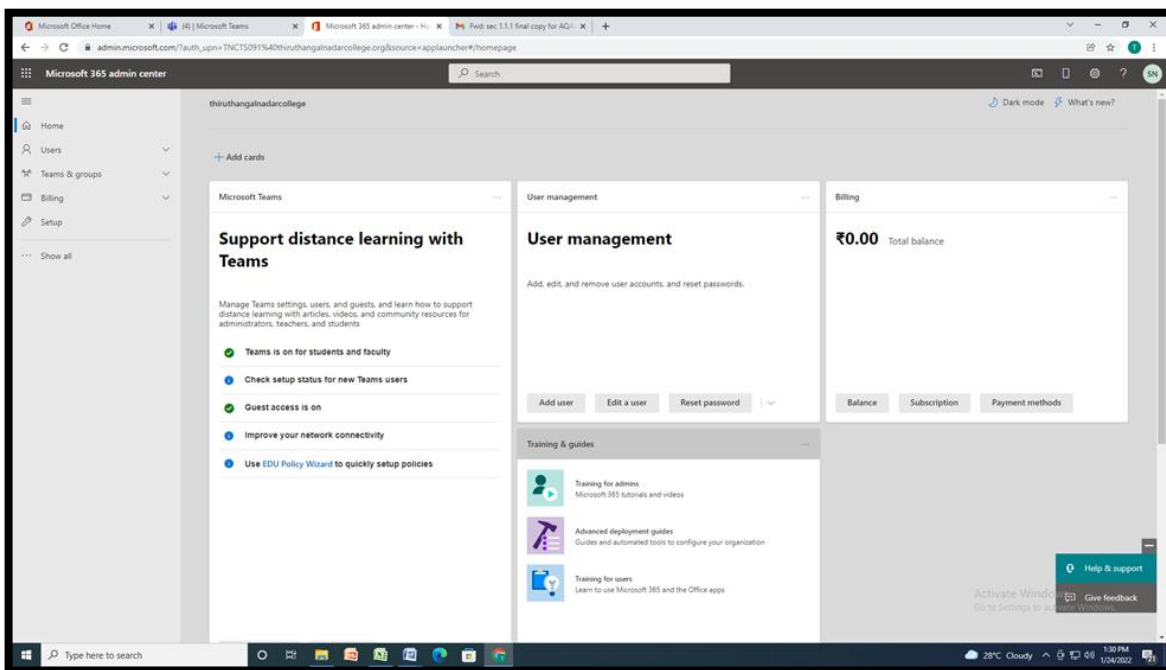 Microsoft Office Home
(4) | Microsoft Teams
Microsoft 365 admin center - Ho
Fwd: sec 1.1.1 final copy for AQA
admin.microsoft.com/?auth_upn=TNCTS091%40thiruthangalnadarcollege.org&source=applauncher#/homepage
T
Microsoft 365 admin center
Search
SN
thiruthangalnadarcollege
Dark mode
What's new?
Home
Users
Teams & groups
Billing
Setup
Show all
Add cards
Microsoft Teams
Support distance learning with
Teams
Manage Teams settings, users, and guests, and learn how to support
distance learning with articles, videos, and community resources for
administrators, teachers, and students
Teams is on for students and faculty
Check setup status for new Teams users
Guest access is on
Improve your network connectivity
Use EDU Policy Wizard to quickly setup policies
User management
User management
Add, edit, and remove user accounts, and reset passwords.
Add user
Edit a user
Reset password
Billing
₹0.00 Total balance
Balance
Subscription
Payment methods
Training & guides
Training for admins
Microsoft 365 tutorials and videos
Advanced deployment guides
Guides and automated tools to configure your organization
Training for users
Learn to use Microsoft 365 and the Office apps
Help & support
Give feedback
Activate Windows
Go to Settings to activate Windows.
Type here to search
28°C Cloudy
1:30 PM
1/24/2022